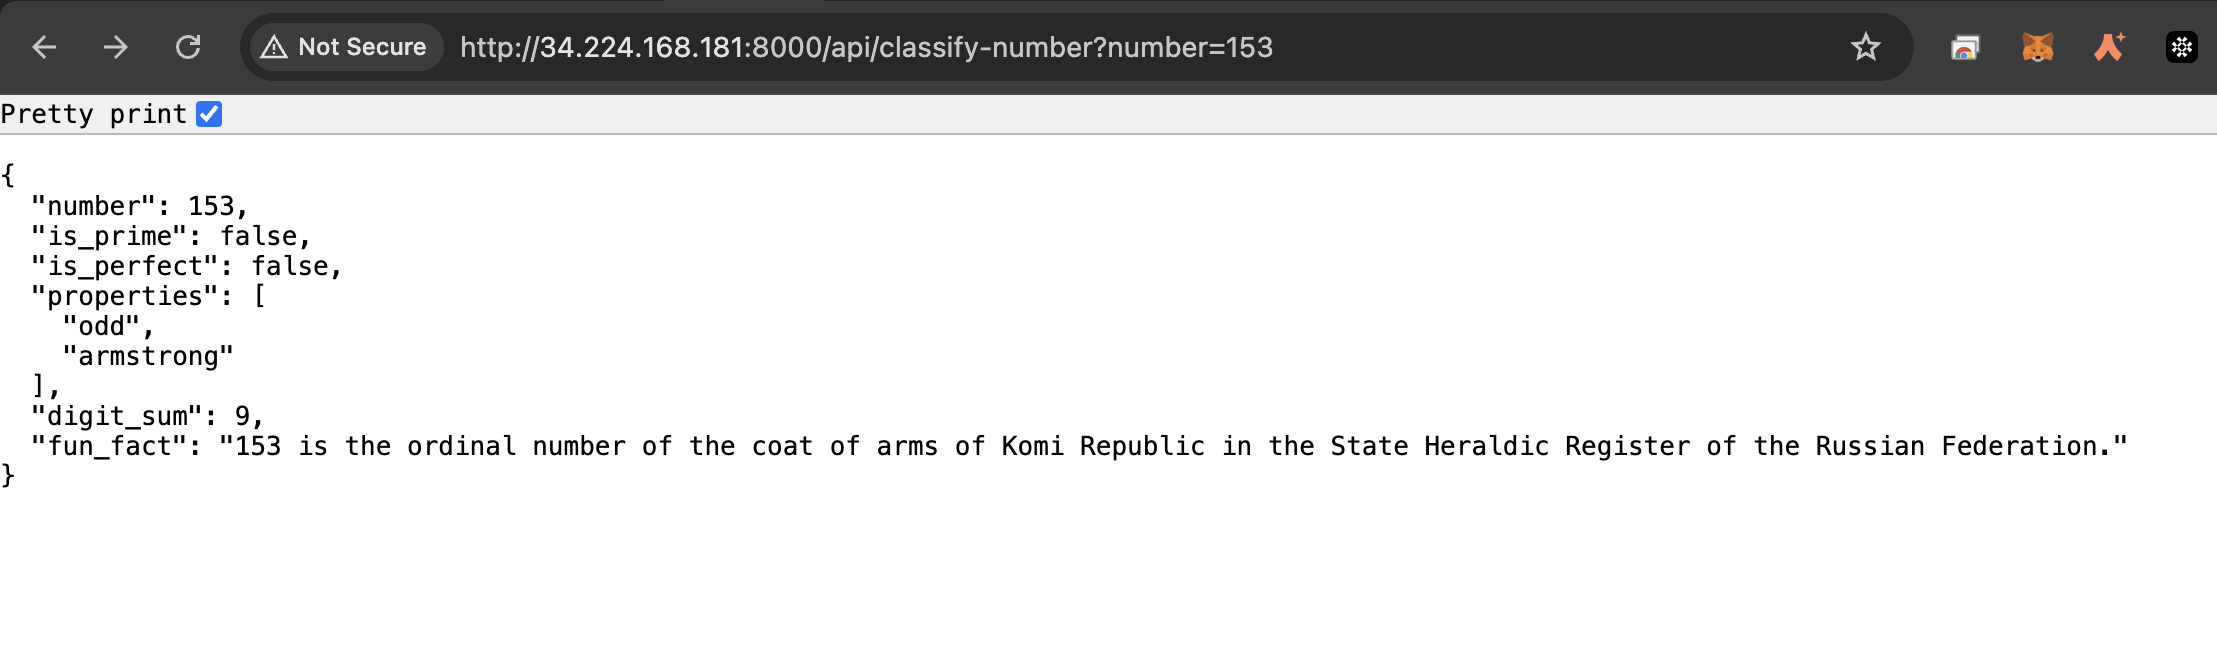 Not Secure http://34.224.168.181:8000/api/classify-number?number=153
Pretty print
{
  "number": 153,
  "is_prime": false,
  "is_perfect": false,
  "properties": [
    "odd",
    "armstrong"
  ],
  "digit_sum": 9,
  "fun_fact": "153 is the ordinal number of the coat of arms of Komi Republic in the State Heraldic Register of the Russian Federation."
}